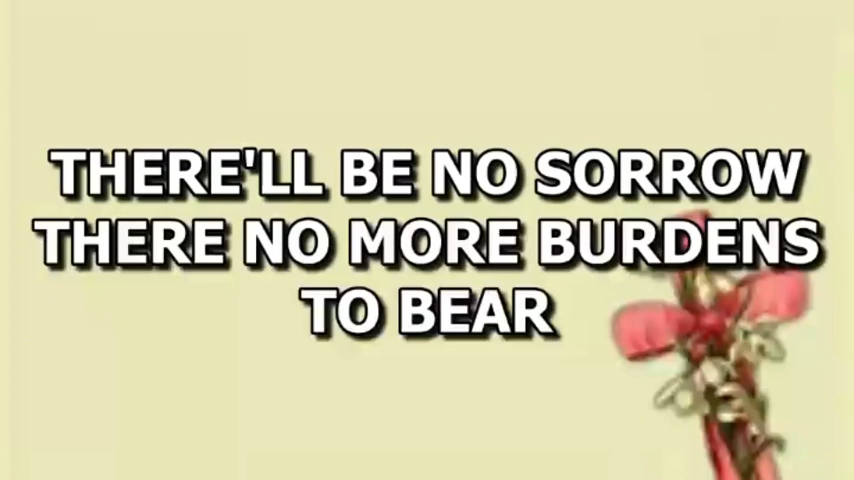 THERE'LL BE NO SORROW
THERE NO MORE BURDENS
TO BEAR